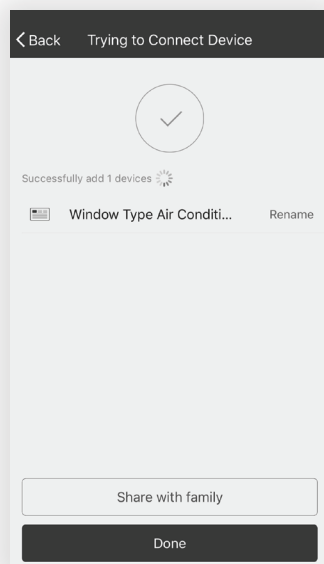 Back Trying to Connect Device
Successfully add 1 devices
Window Type Air Conditi... Rename
Share with family
Done